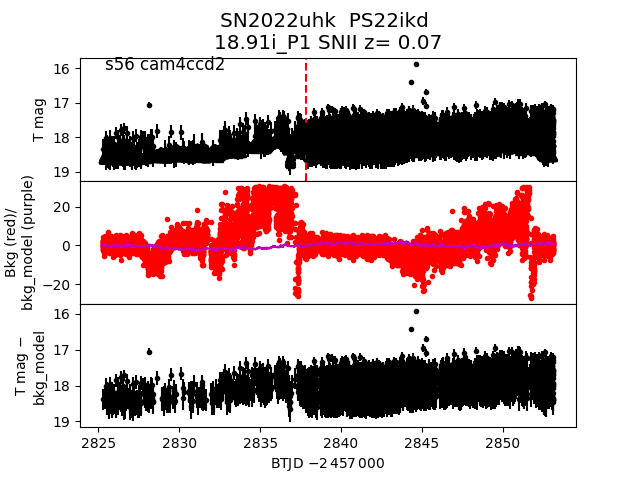 SN2022uhk  PS22ikd
18.91i_P1 SNII z= 0.07
s56 cam4ccd2
16
17
18
19
T mag
20
0
−20
Bkg (red)/
bkg_model (purple)
16
17
18
19
T mag −
bkg_model
2825 2830 2835 2840 2845 2850
BTJD −2 457 000